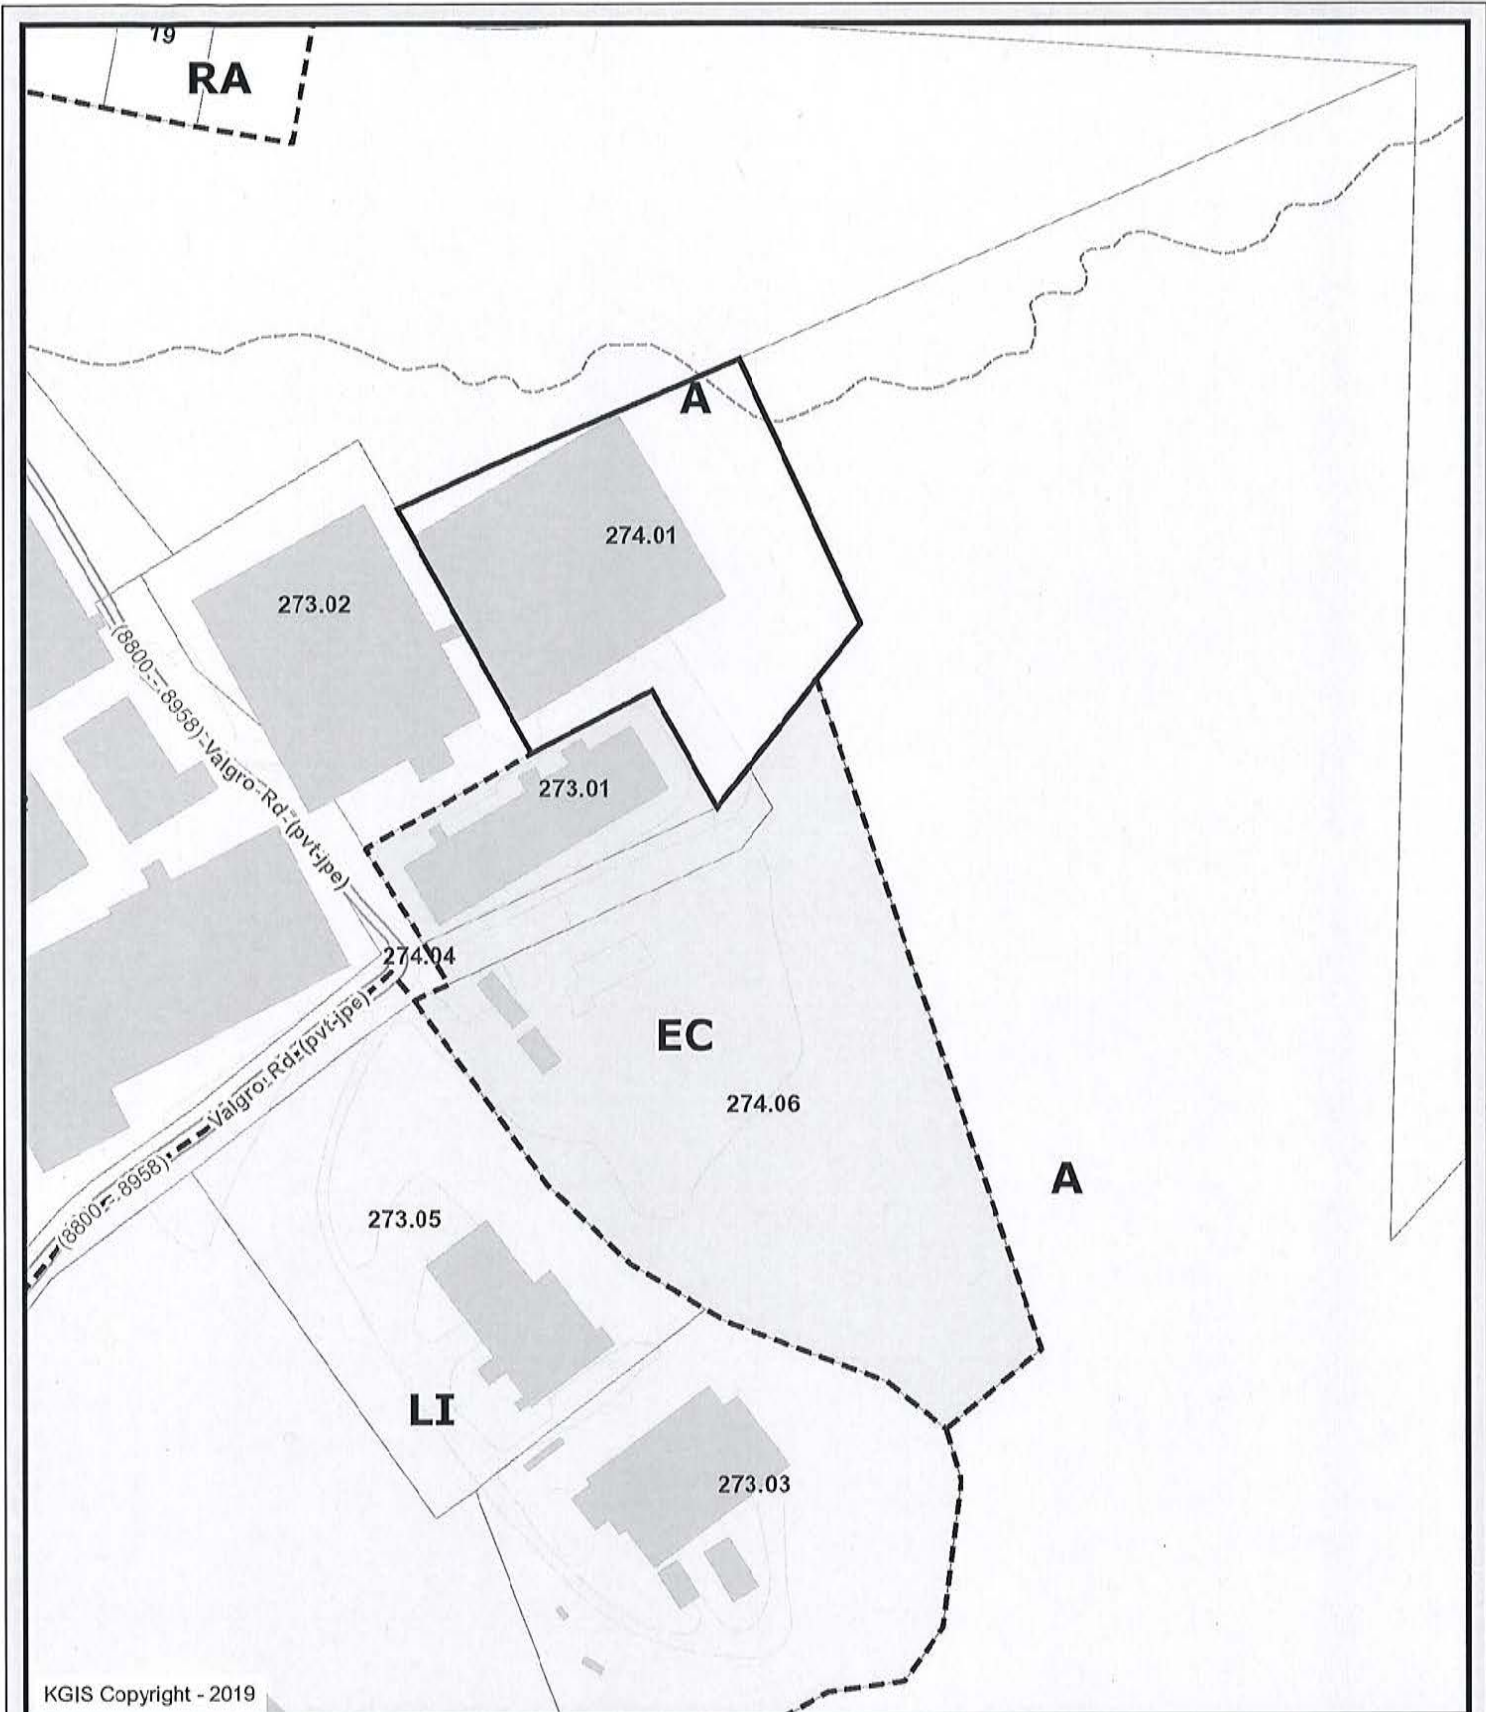 19
RA
A
274.01
273.02
(8800 - 8958) Valgro Rd (pvt-jpe)
273.01
274.04
EC
(8800 - 8958) Valgro Rd (pvt-jpe)
274.06
A
273.05
LI
273.03
KGIS Copyright - 2019